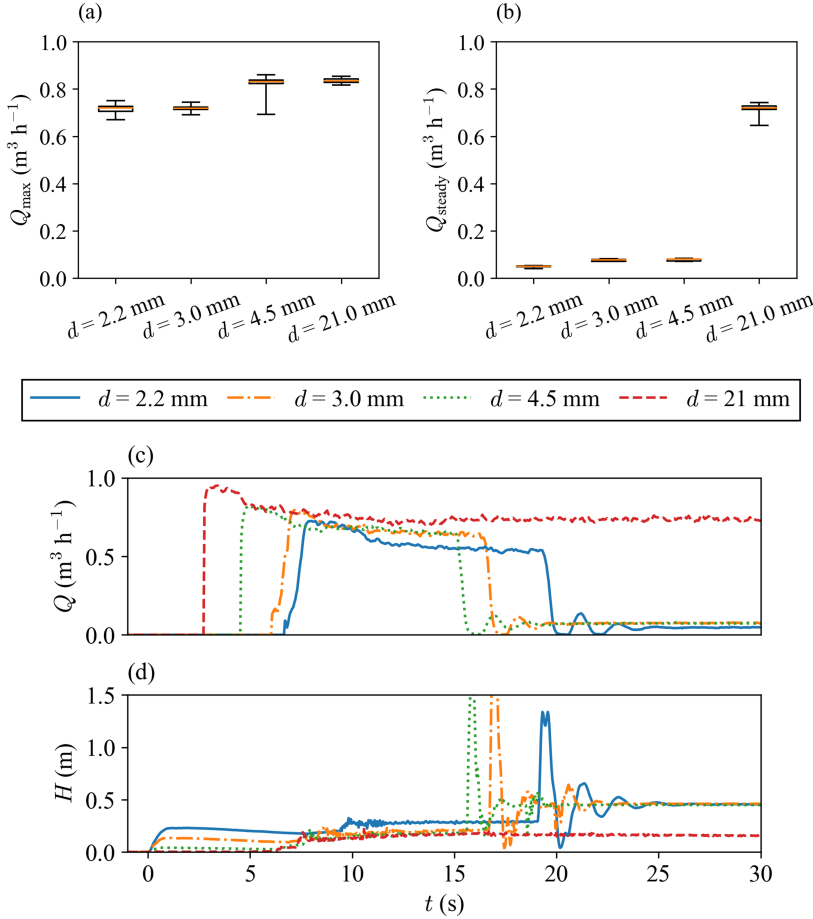 (a)
(b)
1.0
0.8
0.6
0.4
0.2
0.0
Q_max (m³ h⁻¹)
d = 2.2 mm
d = 3.0 mm
d = 4.5 mm
d = 21.0 mm
1.0
0.8
0.6
0.4
0.2
0.0
Q_steady (m³ h⁻¹)
d = 2.2 mm
d = 3.0 mm
d = 4.5 mm
d = 21.0 mm
d = 2.2 mm
d = 3.0 mm
d = 4.5 mm
d = 21 mm
(c)
1.0
0.5
0.0
Q (m³ h⁻¹)
(d)
1.5
1.0
0.5
0.0
H (m)
0
5
10
15
20
25
30
t (s)